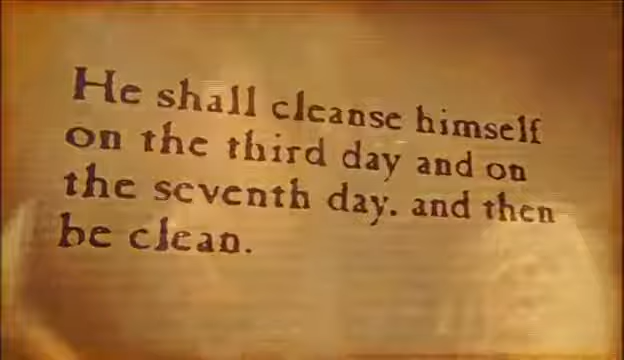 He shall cleanse himself
on the third day and on
the seventh day. and then
be clean.